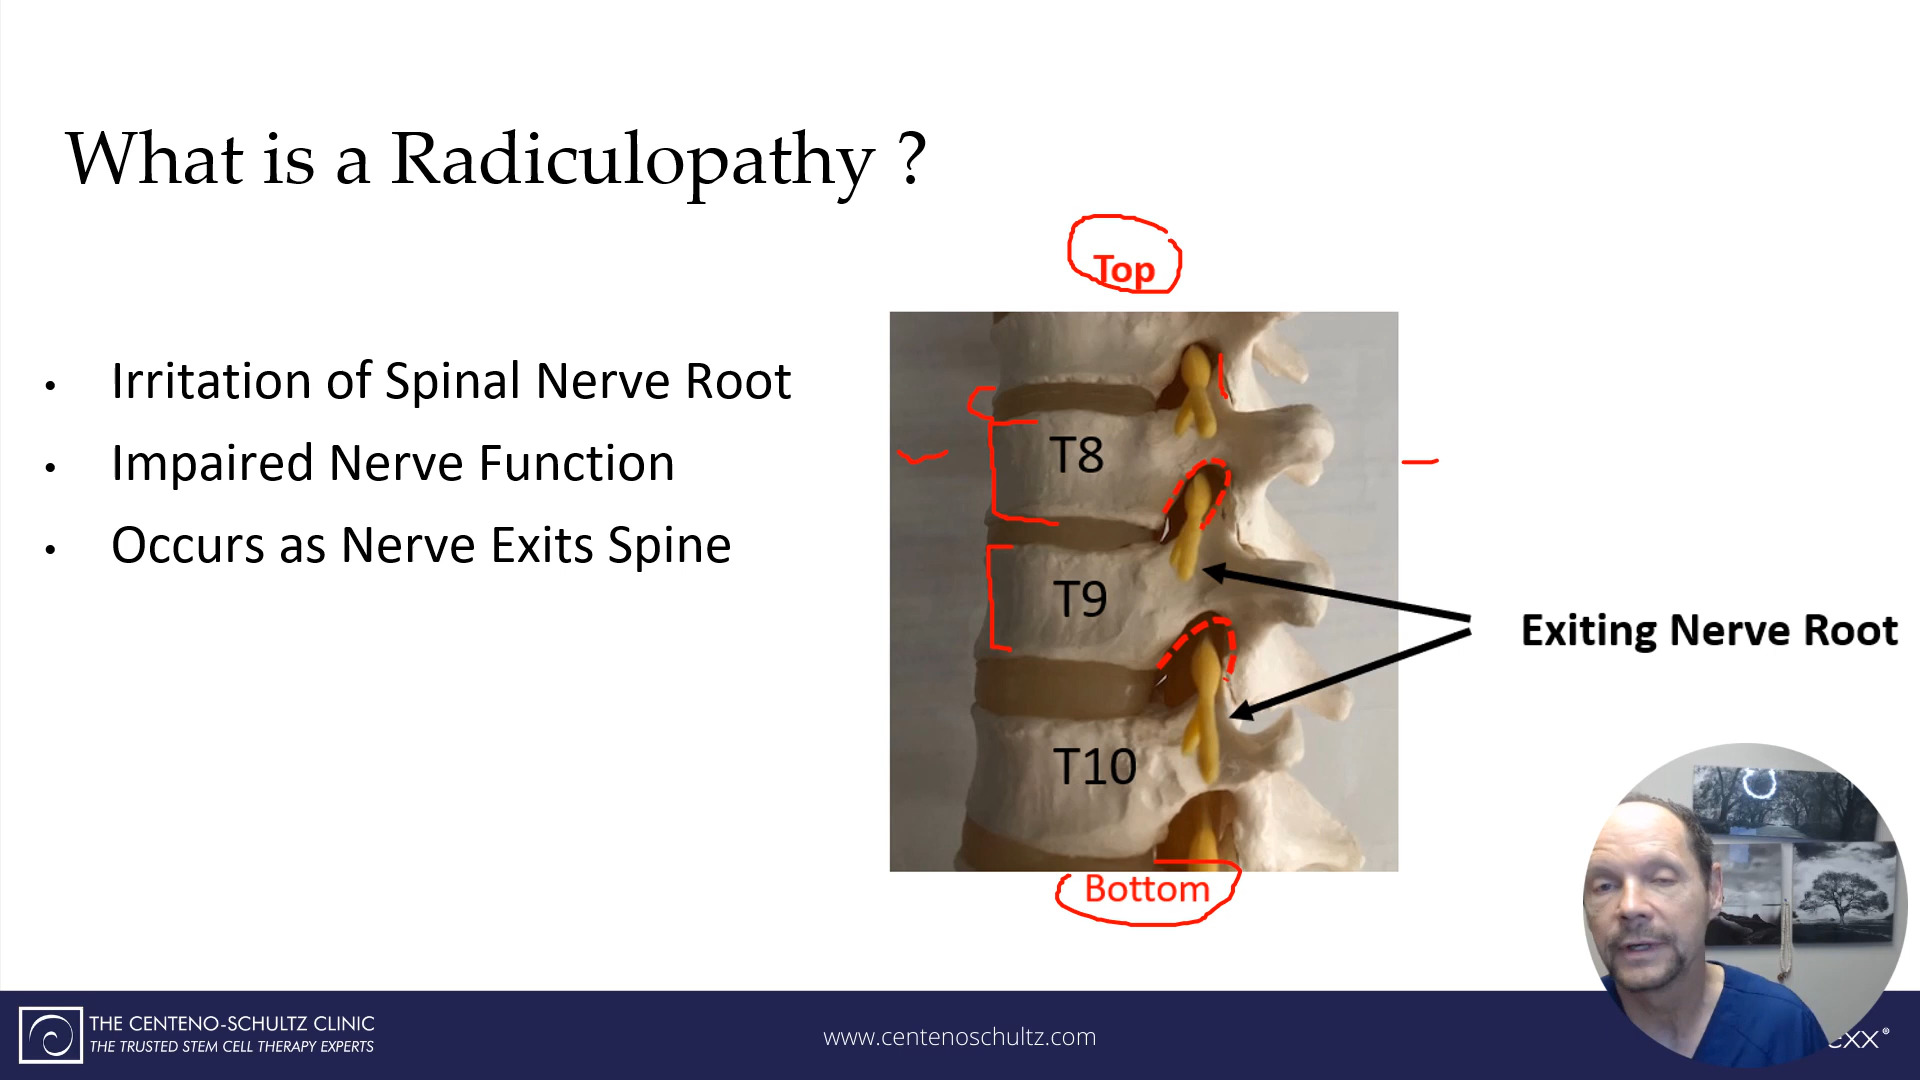 What is a Radiculopathy ?
• Irritation of Spinal Nerve Root
• Impaired Nerve Function
• Occurs as Nerve Exits Spine
Top
T8
T9
T10
Exiting Nerve Root
Bottom
THE CENTENO-SCHULTZ CLINIC
THE TRUSTED STEM CELL THERAPY EXPERTS
www.centenoschultz.com